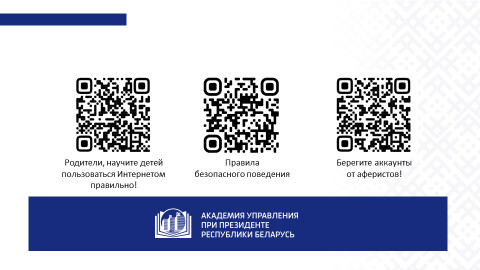 Родители, научите детей
пользоваться Интернетом
правильно!
Правила
безопасного поведения
Берегите аккаунты
от аферистов!
АКАДЕМИЯ УПРАВЛЕНИЯ
ПРИ ПРЕЗИДЕНТЕ
РЕСПУБЛИКИ БЕЛАРУСЬ